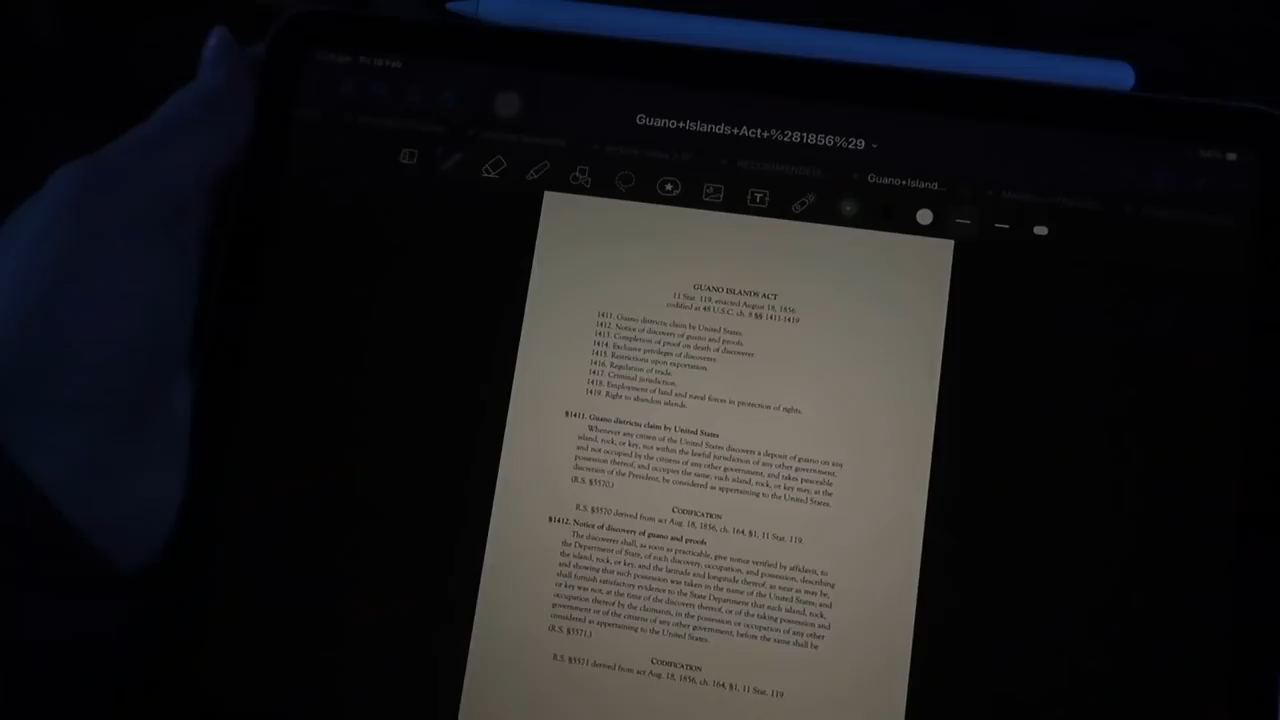 Fri 18 Feb
Guano+Islands+Act+%281856%29
RECOMMENDED
Guano+Island...
T
GUANO ISLANDS ACT
11 Stat. 119, enacted August 18, 1856
codified at 48 U.S.C. ch. 8 §§ 1411-1419
1411. Guano districts; claim by United States.
1412. Notice of discovery of guano and proofs.
1413. Completion of proof on death of discoverer.
1414. Exclusive privileges of discoverer.
1415. Restrictions upon exportation.
1416. Regulation of trade.
1417. Criminal jurisdiction.
1418. Employment of land and naval forces in protection of rights.
1419. Right to abandon islands.
§1411. Guano districts; claim by United States
Whenever any citizen of the United States discovers a deposit of guano on any
island, rock, or key, not within the lawful jurisdiction of any other government,
and not occupied by the citizens of any other government, and takes peaceable
possession thereof, and occupies the same, such island, rock, or key may, at the
discretion of the President, be considered as appertaining to the United States.
(R.S. §5570.)
CODIFICATION
R.S. §5570 derived from act Aug. 18, 1856, ch. 164, §1, 11 Stat. 119.
§1412. Notice of discovery of guano and proofs
The discoverer shall, as soon as practicable, give notice verified by affidavit, to
the Department of State, of such discovery, occupation, and possession, describing
the island, rock, or key, and the latitude and longitude thereof, as near as may be,
and showing that such possession was taken in the name of the United States; and
shall furnish satisfactory evidence to the State Department that such island, rock,
or key was not, at the time of the discovery thereof, or of the taking possession and
occupation thereof by the claimants, in the possession or occupation of any other
government or of the citizens of any other government, before the same shall be
considered as appertaining to the United States.
(R.S. §5571.)
CODIFICATION
R.S. §5571 derived from act Aug. 18, 1856, ch. 164, §1, 11 Stat. 119